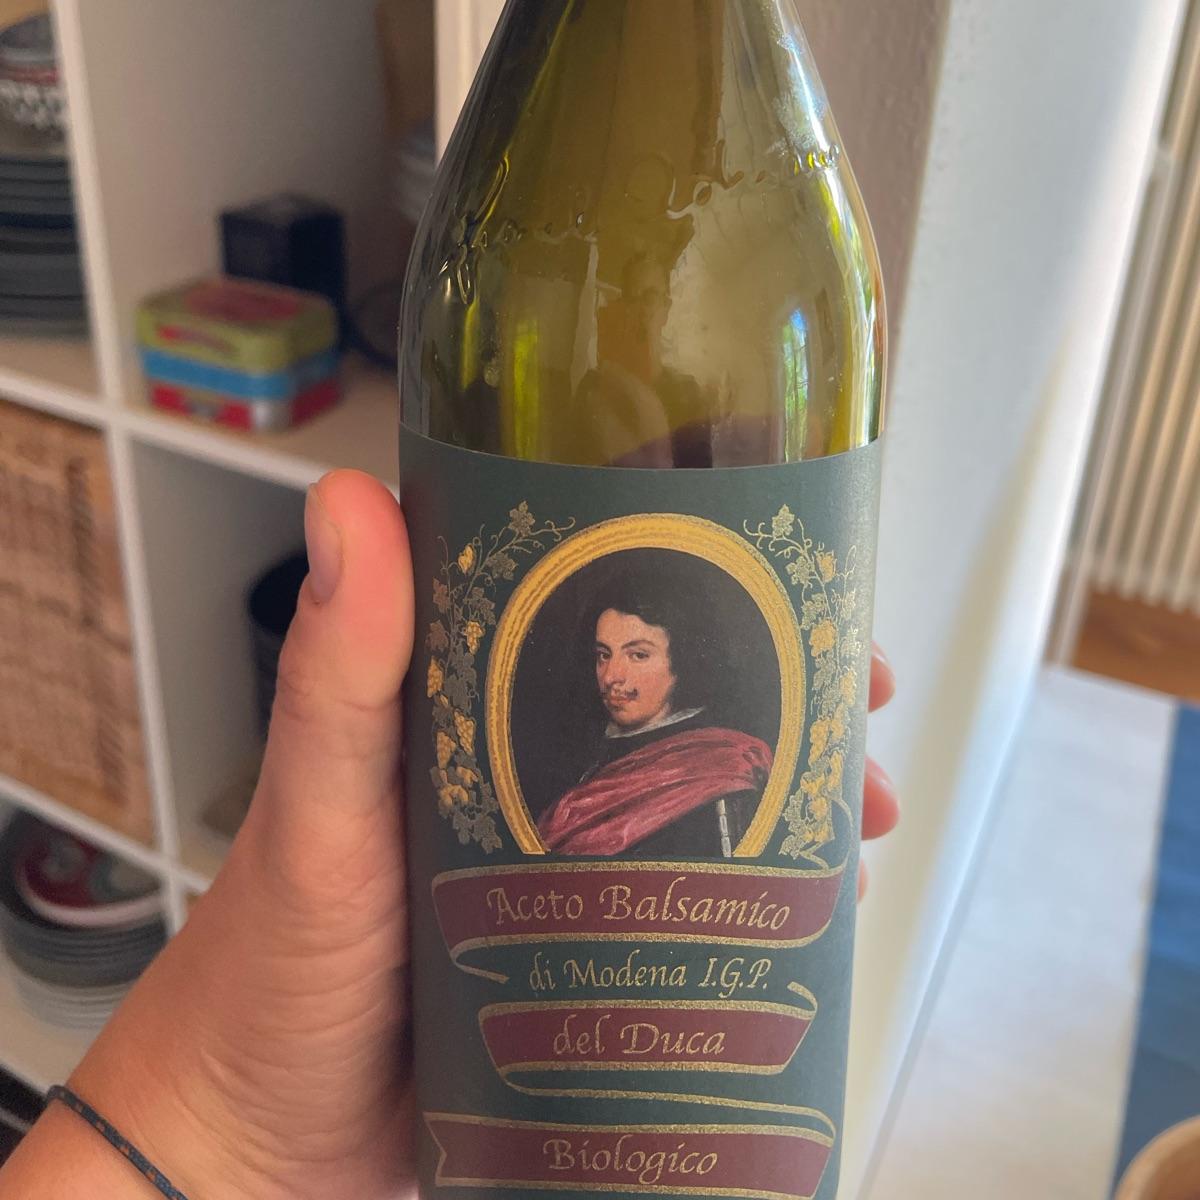 Aceto Balsamico
di Modena I.G.P.
del Duca
Biologico